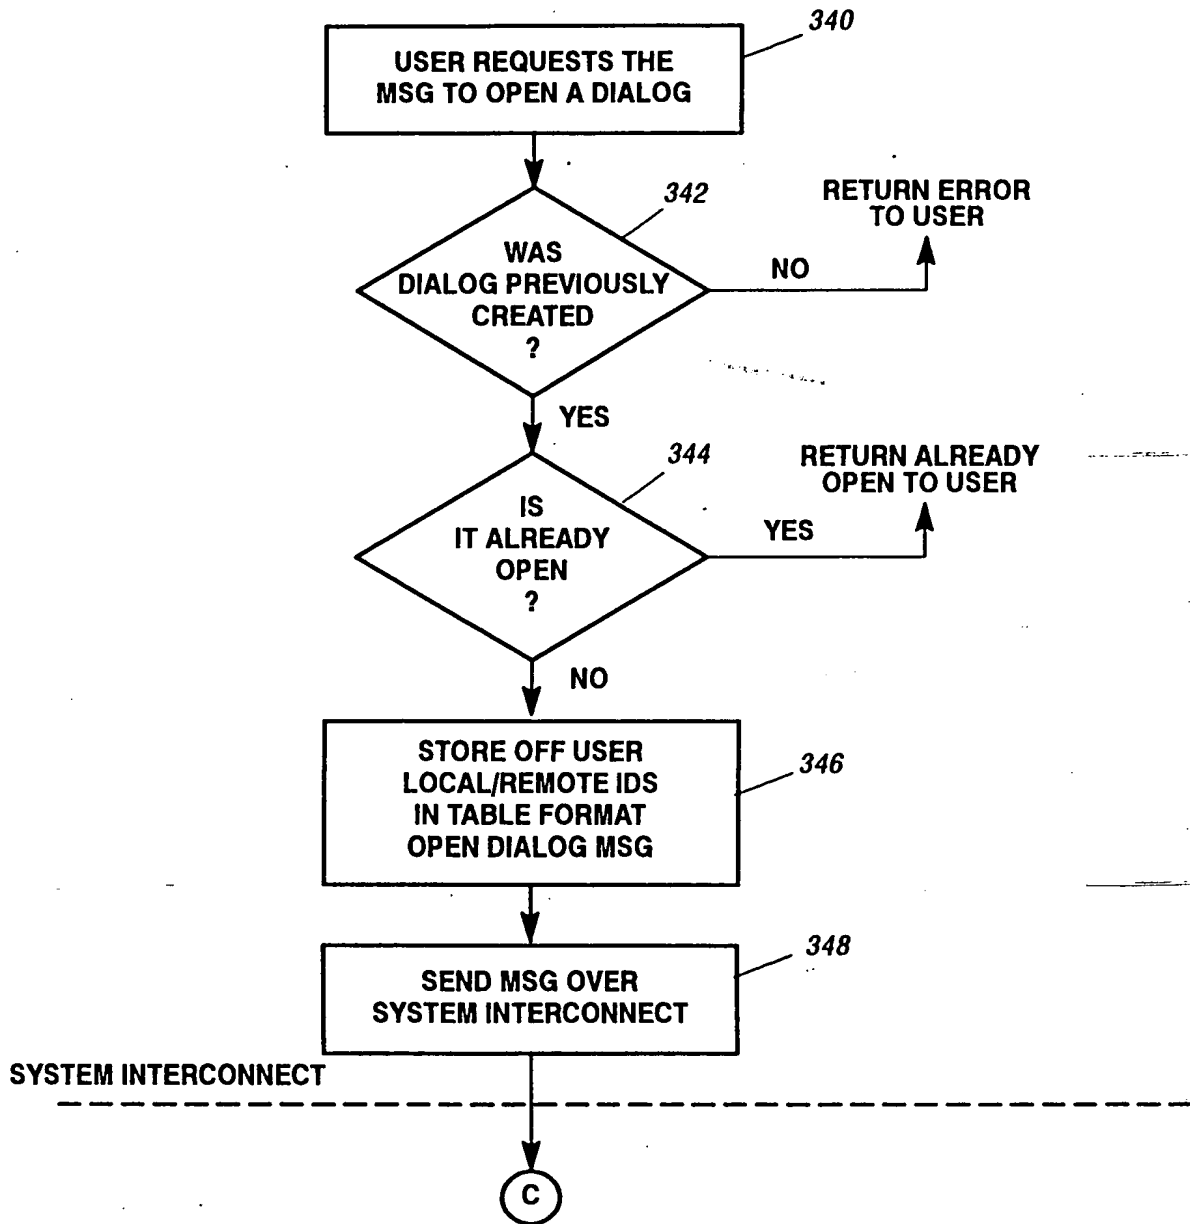 340
USER REQUESTS THE
MSG TO OPEN A DIALOG
342
RETURN ERROR
TO USER
WAS
DIALOG PREVIOUSLY
CREATED
?
NO
YES
344
RETURN ALREADY
OPEN TO USER
IS
IT ALREADY
OPEN
?
YES
NO
STORE OFF USER
LOCAL/REMOTE IDS
IN TABLE FORMAT
OPEN DIALOG MSG
346
348
SEND MSG OVER
SYSTEM INTERCONNECT
SYSTEM INTERCONNECT
C